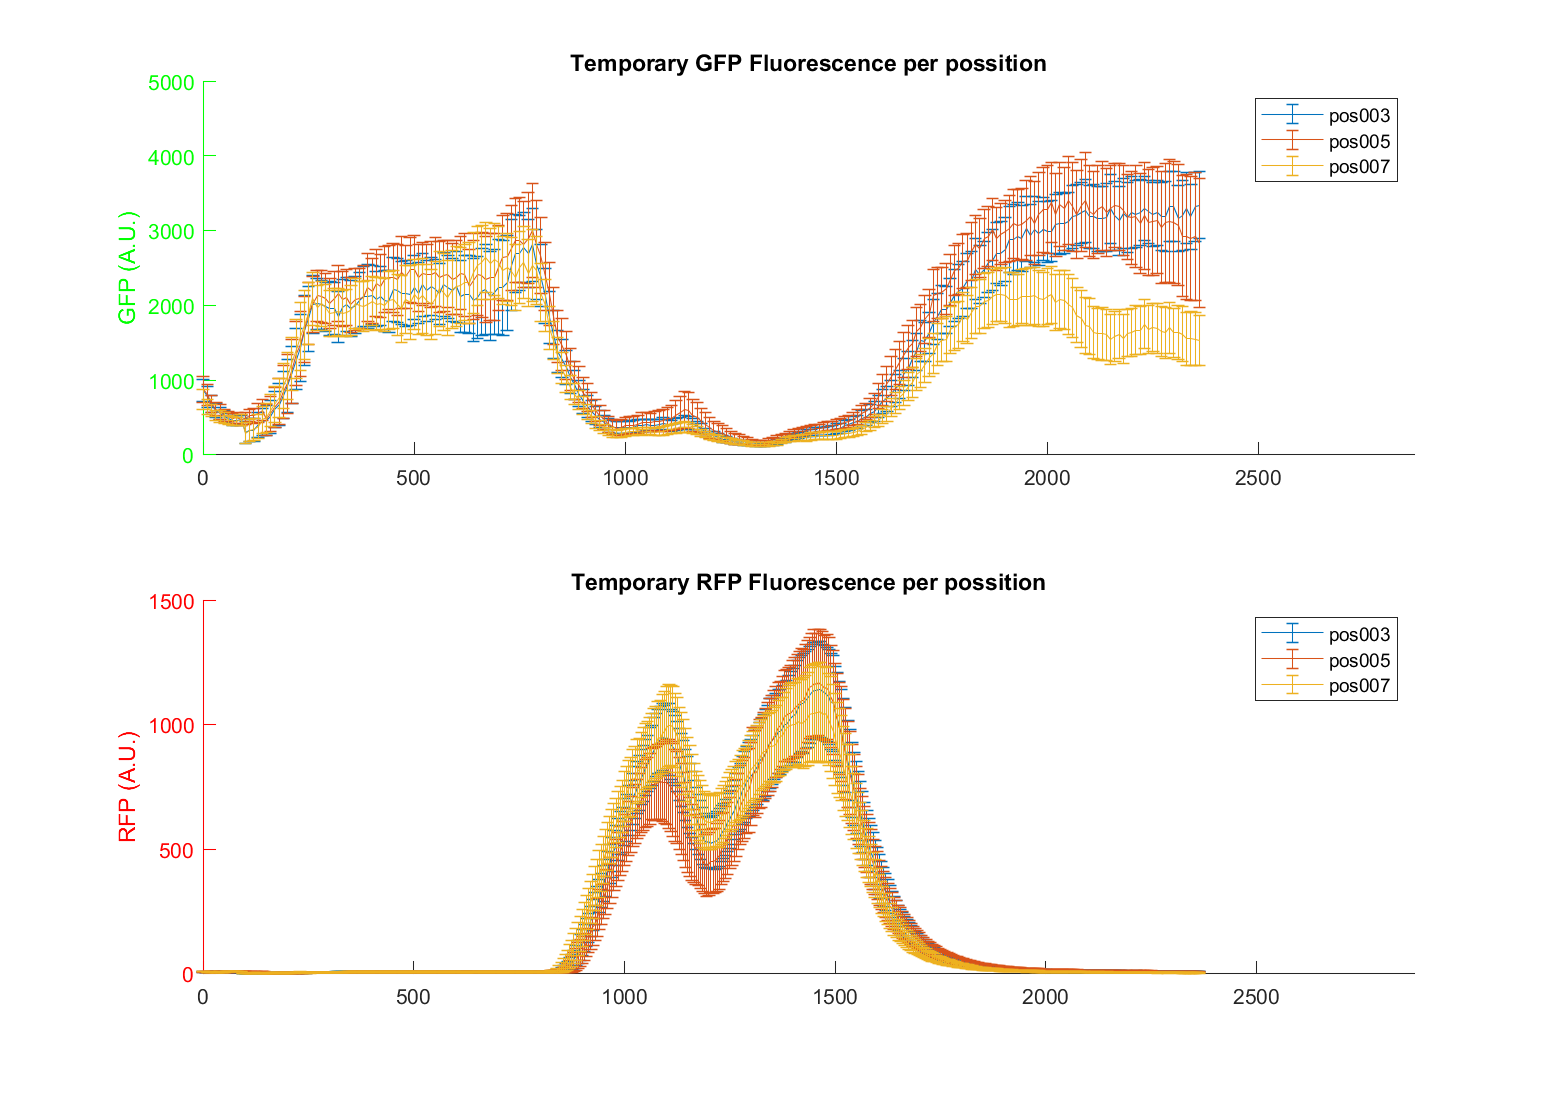 Temporary GFP Fluorescence per possition
5000
4000
3000
2000
1000
0
GFP (A.U.)
0 500 1000 1500 2000 2500
pos003
pos005
pos007
Temporary RFP Fluorescence per possition
1500
1000
500
0
RFP (A.U.)
0 500 1000 1500 2000 2500
pos003
pos005
pos007